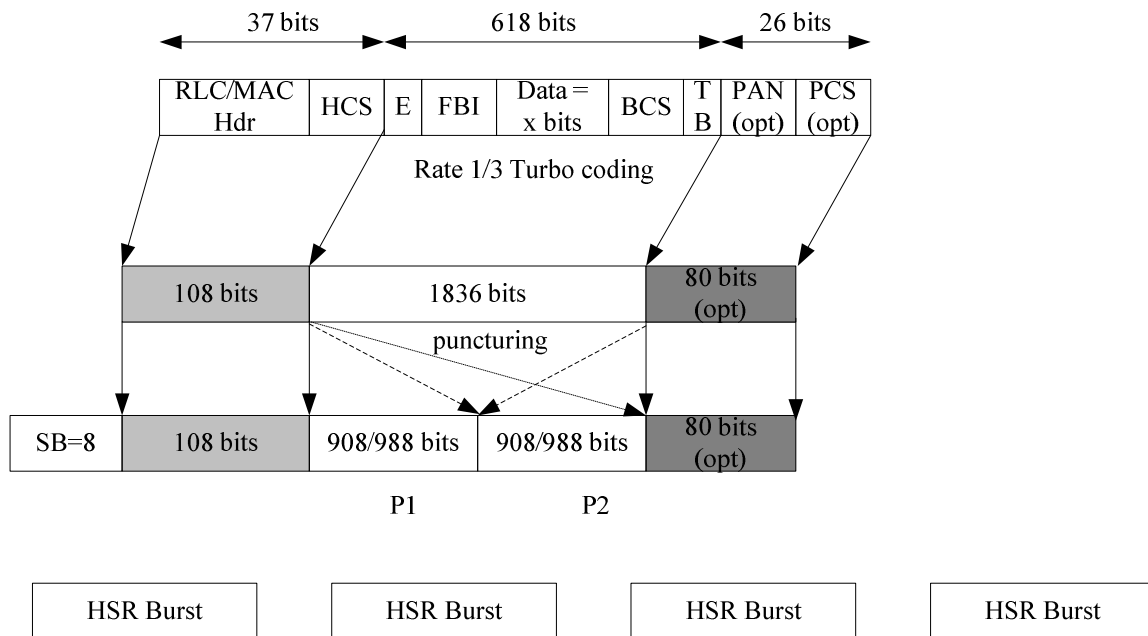 37 bits
618 bits
26 bits
RLC/MAC
Hdr
HCS
E
FBI
Data =
x bits
BCS
T
B
PAN
(opt)
PCS
(opt)
Rate 1/3 Turbo coding
108 bits
1836 bits
80 bits
(opt)
puncturing
SB=8
108 bits
908/988 bits
908/988 bits
80 bits
(opt)
P1
P2
HSR Burst
HSR Burst
HSR Burst
HSR Burst